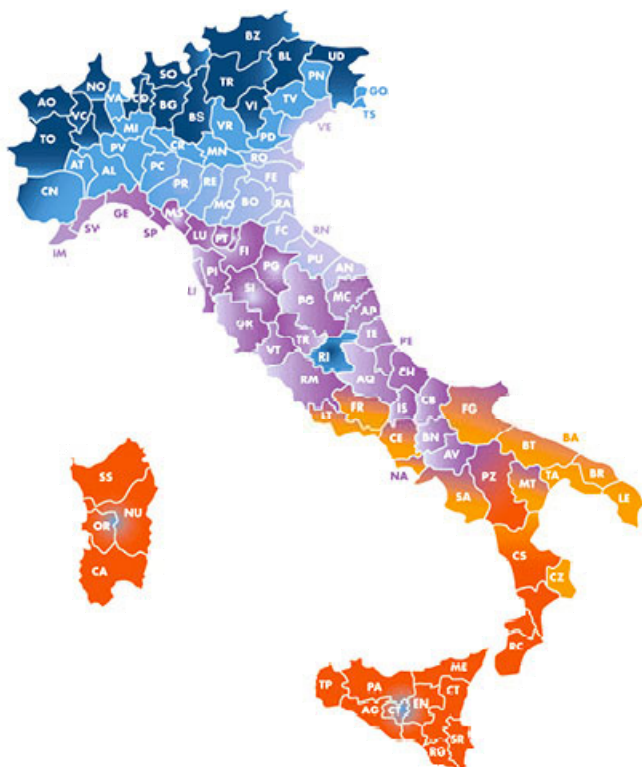 BZ
BL
UD
SO
NO
TR
PN
VA
CO
GO
AO
VC
BG
BS
VI
TV
TS
TO
MI
VR
PD
VE
PV
CR
MN
RO
AT
AL
PC
FE
CN
PR
RE
MO
BO
RA
GE
MS
FC
RN
SV
SP
LU
PT
FI
IM
PU
PI
PG
AN
LI
SI
PG
MC
GR
AP
TE
VT
TR
RI
PE
RM
AQ
CH
LT
FR
IS
CB
FG
CE
BN
BT
BA
AV
NA
PZ
MT
TA
BR
SA
LE
SS
OR
NU
CS
CA
CZ
RC
TP
PA
ME
AG
CT
EN
CT
SR
RG